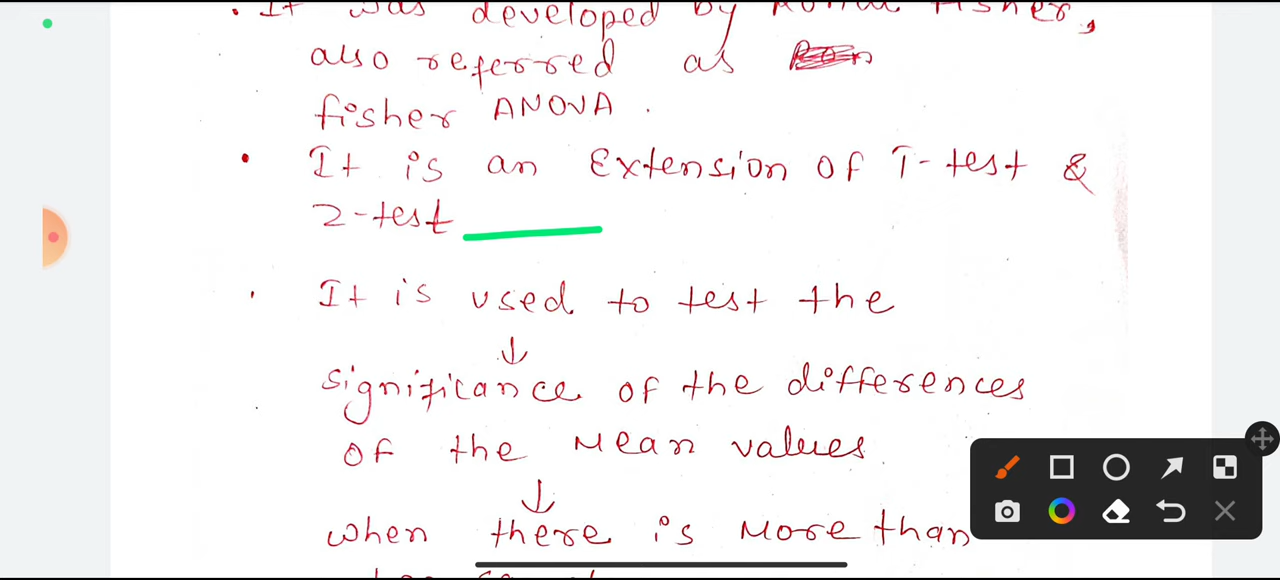 • It was developed by Fisher,
also referred as
fisher ANOVA.
• It is an Extension of T-test &
Z-test
• It is used to test the
↓
significance of the differences
of the Mean values
↓
when there is More than